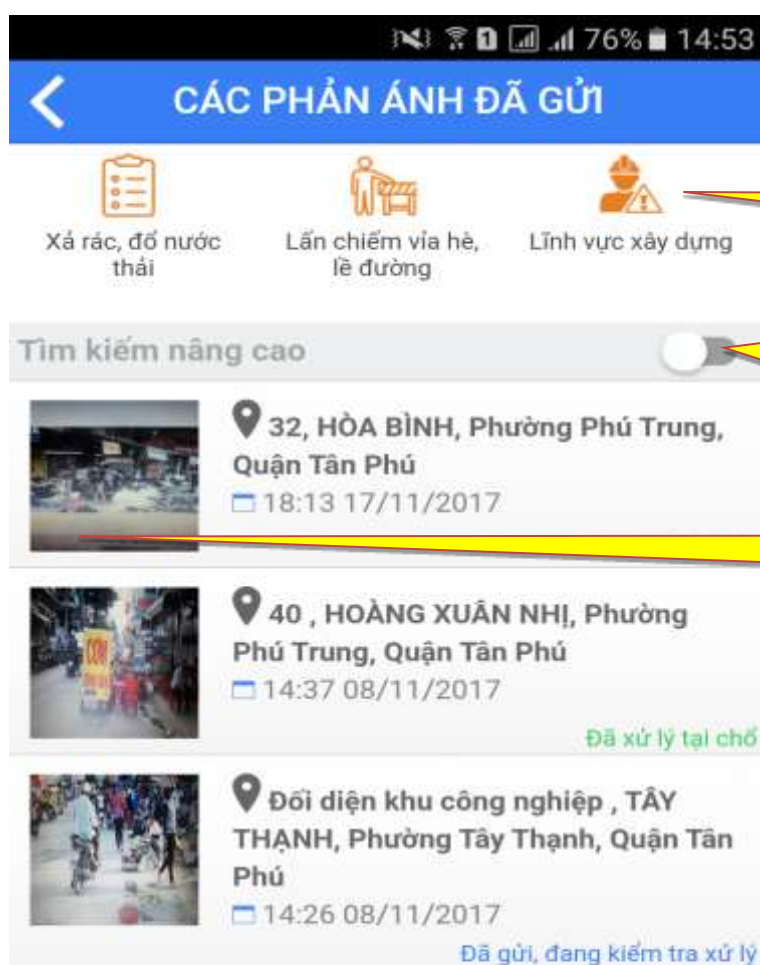 76% 14:53
CÁC PHẢN ÁNH ĐÃ GỬI
Xả rác, đổ nước
thải
Lấn chiếm vỉa hè,
lề đường
Lĩnh vực xây dựng
Tìm kiếm nâng cao
32, HÒA BÌNH, Phường Phú Trung,
Quận Tân Phú
18:13 17/11/2017
40 , HOÀNG XUÂN NHỊ, Phường
Phú Trung, Quận Tân Phú
14:37 08/11/2017
Đã xử lý tại chổ
Đối diện khu công nghiệp , TÂY
THẠNH, Phường Tây Thạnh, Quận Tân
Phú
14:26 08/11/2017
Đã gửi, đang kiểm tra xử lý